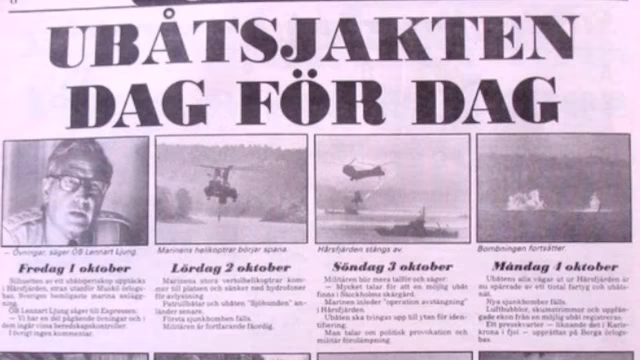 UBÅTSJAKTEN
DAG FÖR DAG
– Övningar, säger ÖB Lennart Ljung.
Marinens helikoptrar börjar spana.
Hårsfjärden stängs av.
Bombningen fortsätter.
Fredag 1 oktober
Silhuetten av ett ubåtsperiskop upptäcks
i Hårsfjärden, strax utanför Muskö örlogs-
bas, Sveriges hemligaste marina anlägg-
ning.
ÖB Lennart Ljung säger till Expressen:
– Vi har en del pågående övningar och i
dem ingår vissa beredskapskontroller.
I övrigt ingen kommentar.
Lördag 2 oktober
Marinens stora vertolhelikoptrar kom-
mer till platsen och sänker ned hydrofoner
för avlyssning.
Patrullbåtar och ubåten "Sjöhunden" an-
länder senare.
Första sjunkbomben fälls.
Militären är fortfarande fåordig.
Söndag 3 oktober
Militären blir mera talför och säger:
– Mycket talar för att en möjlig ubåt
finns i Stockholms skärgård.
Marinen inleder "operation avstängning"
i Hårsfjärden.
Ubåten ska tvingas upp till ytan för iden-
tifiering.
Man talar om politisk provokation och
militär förolämpning.
Måndag 4 oktober
Ubåtens alla vägar ut ur Hårsfjärden är
nu spärrade av ett tiotal fartyg och ubåts-
nät.
Nya sjunkbomber fälls.
Luftbubblor, skumstrimmor och uppfån-
gade ekon från en möjlig ubåt registreras.
Ett presskvarter – liknande det i Karls-
krona i fjol – upprättas på Berga örlogs-
bas.